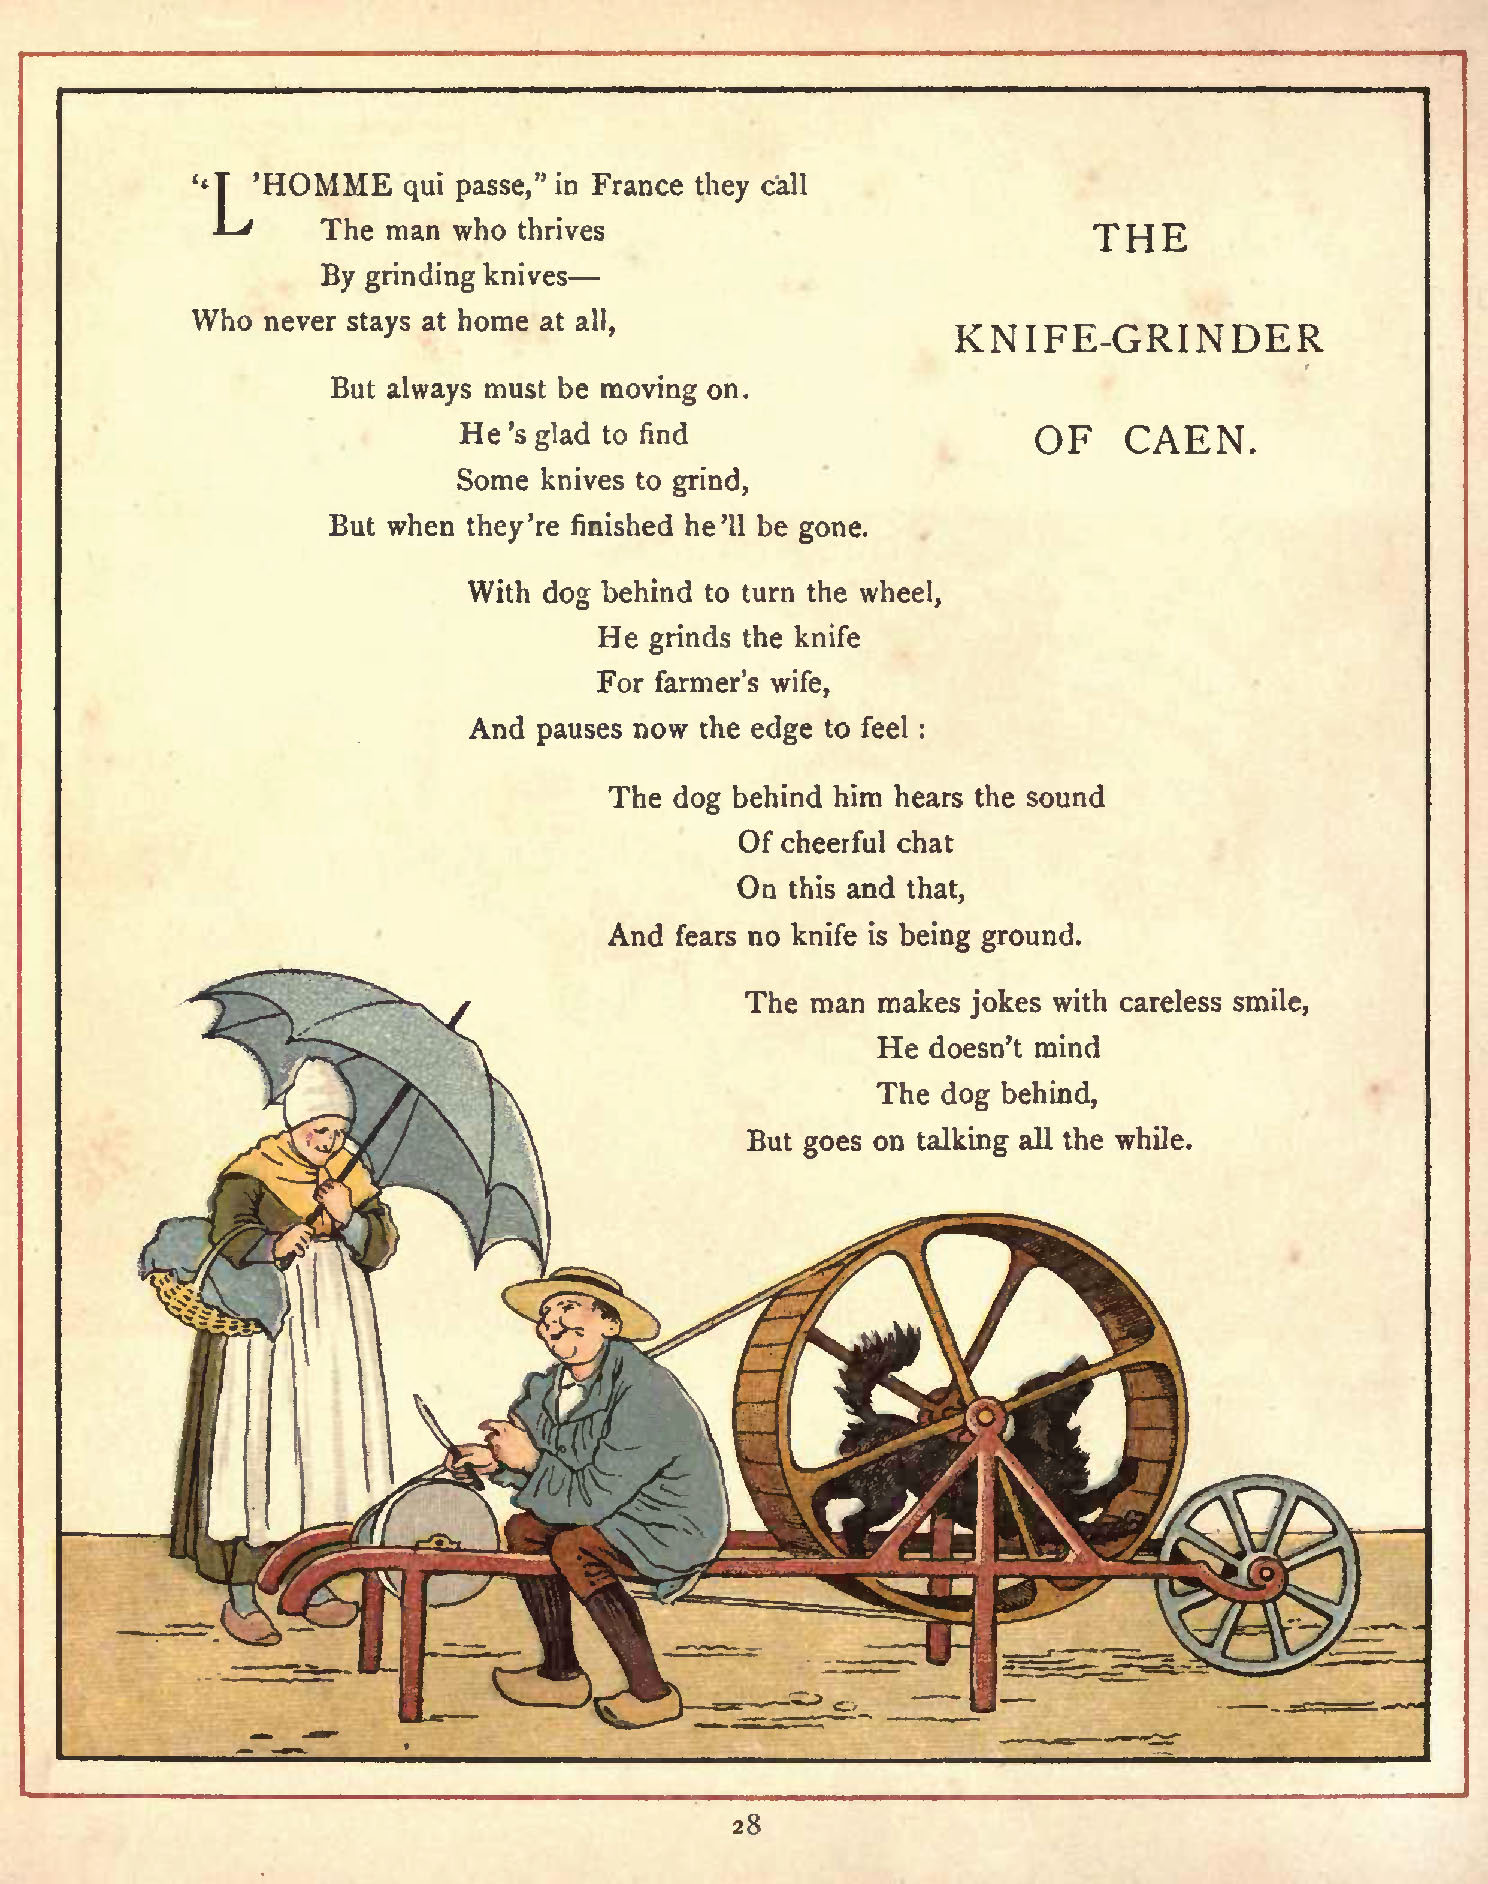 THE
KNIFE-GRINDER
OF CAEN.
"L'HOMME qui passe," in France they call
The man who thrives
By grinding knives—
Who never stays at home at all,
But always must be moving on.
He's glad to find
Some knives to grind,
But when they're finished he'll be gone.
With dog behind to turn the wheel,
He grinds the knife
For farmer's wife,
And pauses now the edge to feel:
The dog behind him hears the sound
Of cheerful chat
On this and that,
And fears no knife is being ground.
The man makes jokes with careless smile,
He doesn't mind
The dog behind,
But goes on talking all the while.
28